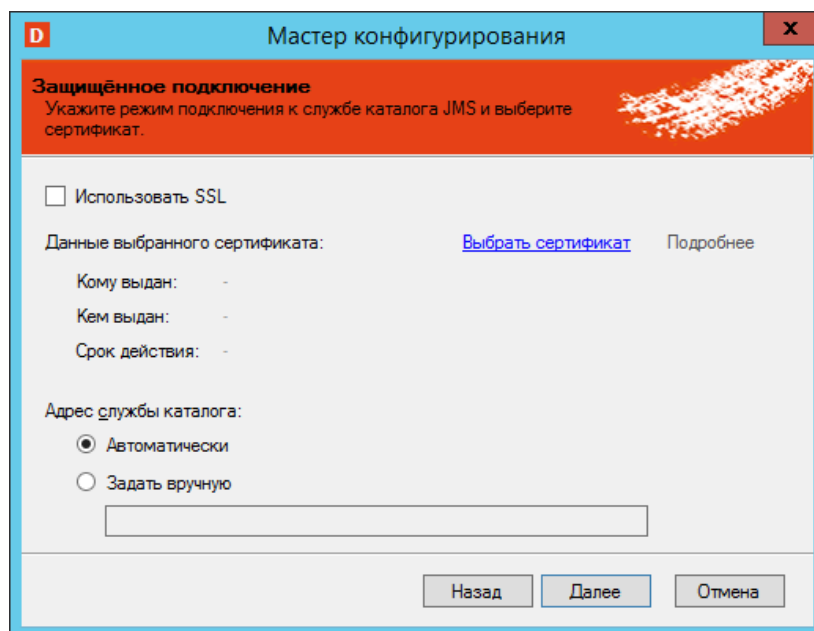 D
Мастер конфигурирования
x
Защищённое подключение
Укажите режим подключения к службе каталога JMS и выберите
сертификат.
Использовать SSL
Данные выбранного сертификата: Выбрать сертификат Подробнее
Кому выдан: -
Кем выдан: -
Срок действия: -
Адрес службы каталога:
Автоматически
Задать вручную
Назад Далее Отмена